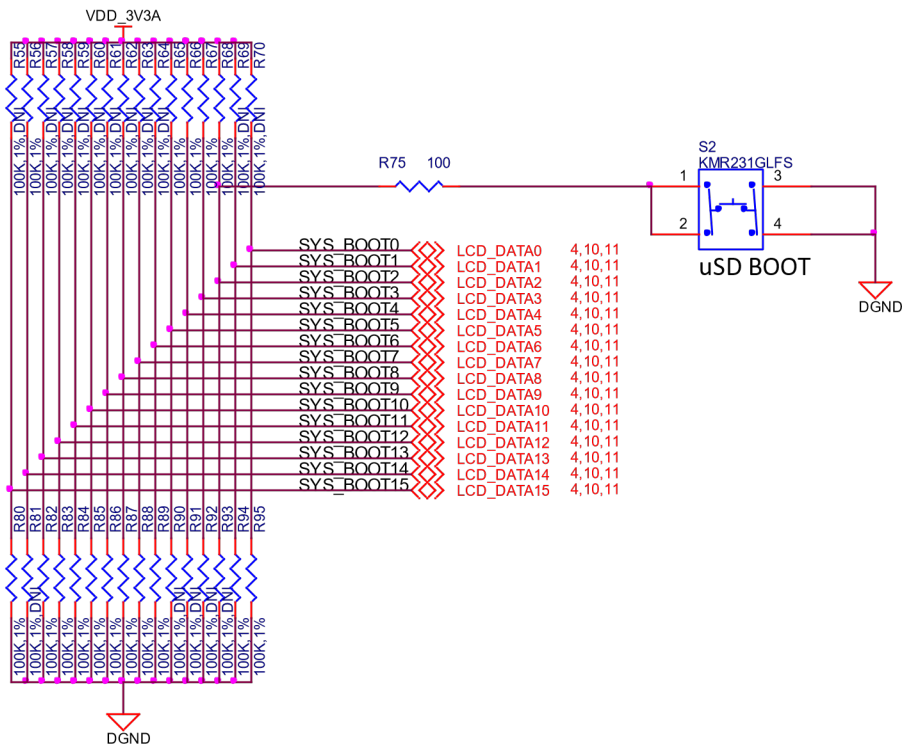 VDD_3V3A
R55
R56
R57
R58
R59
R60
R61
R62
R63
R64
R65
R66
R67
R68
R69
R70
100K,1%,DNI
100K,1%
100K,1%,DNI
100K,1%,DNI
100K,1%,DNI
100K,1%,DNI
100K,1%,DNI
100K,1%,DNI
100K,1%,DNI
100K,1%,DNI
100K,1%
100K,1%
100K,1%
100K,1%
100K,1%,DNI
100K,1%,DNI
R75 100
S2
KMR231GLFS
1 3
2 4
uSD BOOT
DGND
SYS_BOOT0 LCD_DATA0 4,10,11
SYS_BOOT1 LCD_DATA1 4,10,11
SYS_BOOT2 LCD_DATA2 4,10,11
SYS_BOOT3 LCD_DATA3 4,10,11
SYS_BOOT4 LCD_DATA4 4,10,11
SYS_BOOT5 LCD_DATA5 4,10,11
SYS_BOOT6 LCD_DATA6 4,10,11
SYS_BOOT7 LCD_DATA7 4,10,11
SYS_BOOT8 LCD_DATA8 4,10,11
SYS_BOOT9 LCD_DATA9 4,10,11
SYS_BOOT10 LCD_DATA10 4,10,11
SYS_BOOT11 LCD_DATA11 4,10,11
SYS_BOOT12 LCD_DATA12 4,10,11
SYS_BOOT13 LCD_DATA13 4,10,11
SYS_BOOT14 LCD_DATA14 4,10,11
SYS_BOOT15 LCD_DATA15 4,10,11
R80
R81
R82
R83
R84
R85
R86
R87
R88
R89
R90
R91
R92
R93
R94
R95
100K,1%
100K,1%,DNI
100K,1%
100K,1%
100K,1%
100K,1%
100K,1%
100K,1%
100K,1%
100K,1%
100K,1%,DNI
100K,1%,DNI
100K,1%,DNI
100K,1%,DNI
100K,1%
100K,1%
DGND